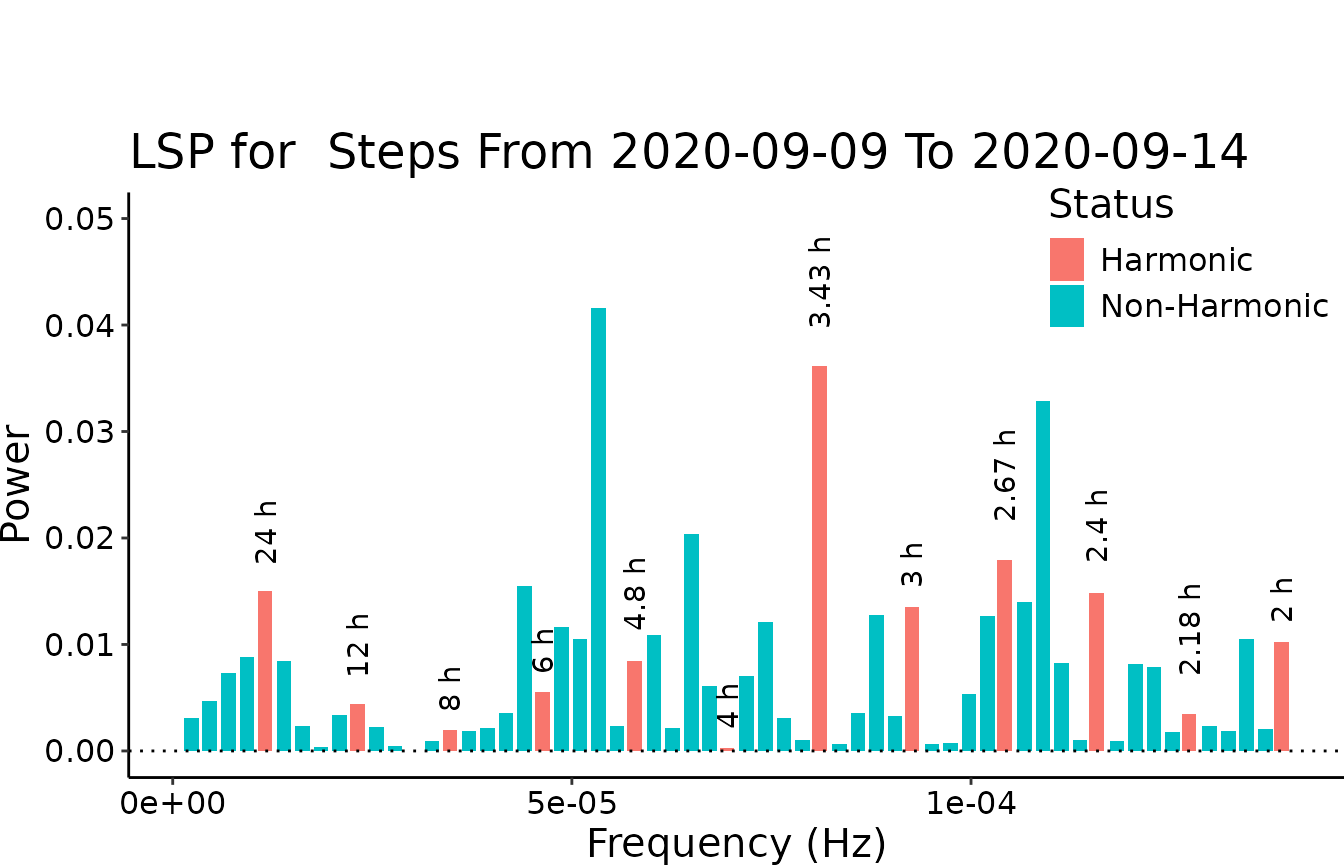 LSP for  Steps From 2020-09-09 To 2020-09-14
Status
Harmonic
Non-Harmonic
Power
0.05
0.04
0.03
0.02
0.01
0.00
24 h
12 h
8 h
6 h
4.8 h
4 h
3.43 h
3 h
2.67 h
2.4 h
2.18 h
2 h
0e+00
5e-05
1e-04
Frequency (Hz)